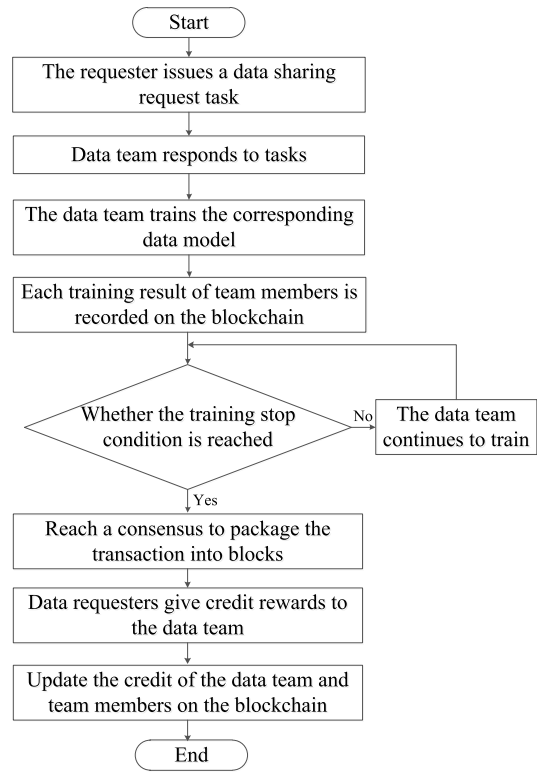 Start
The requester issues a data sharing
request task
Data team responds to tasks
The data team trains the corresponding
data model
Each training result of team members is
recorded on the blockchain
Whether the training stop
condition is reached
No
The data team
continues to train
Yes
Reach a consensus to package the
transaction into blocks
Data requesters give credit rewards to
the data team
Update the credit of the data team and
team members on the blockchain
End